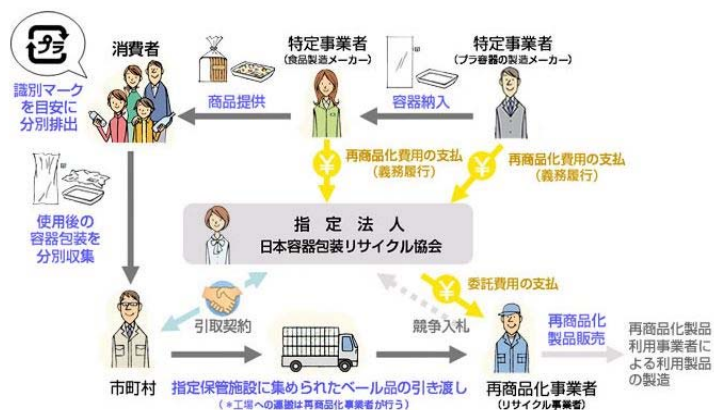 プラ
消費者
特定事業者
(食品製造メーカー)
特定事業者
(プラ容器の製造メーカー)
識別マーク
を目安に
分別排出
商品提供
容器納入
¥
再商品化費用の支払
(義務履行)
¥
再商品化費用の支払
(義務履行)
使用後の
容器包装を
分別収集
指定法人
日本容器包装リサイクル協会
¥
委託費用の支払
引取契約
競争入札
再商品化
製品販売
再商品化製品
利用事業者に
よる利用製品
の製造
市町村
指定保管施設に集められたベール品の引き渡し
(*工場への運搬は再商品化事業者が行う)
再商品化事業者
(リサイクル事業者)